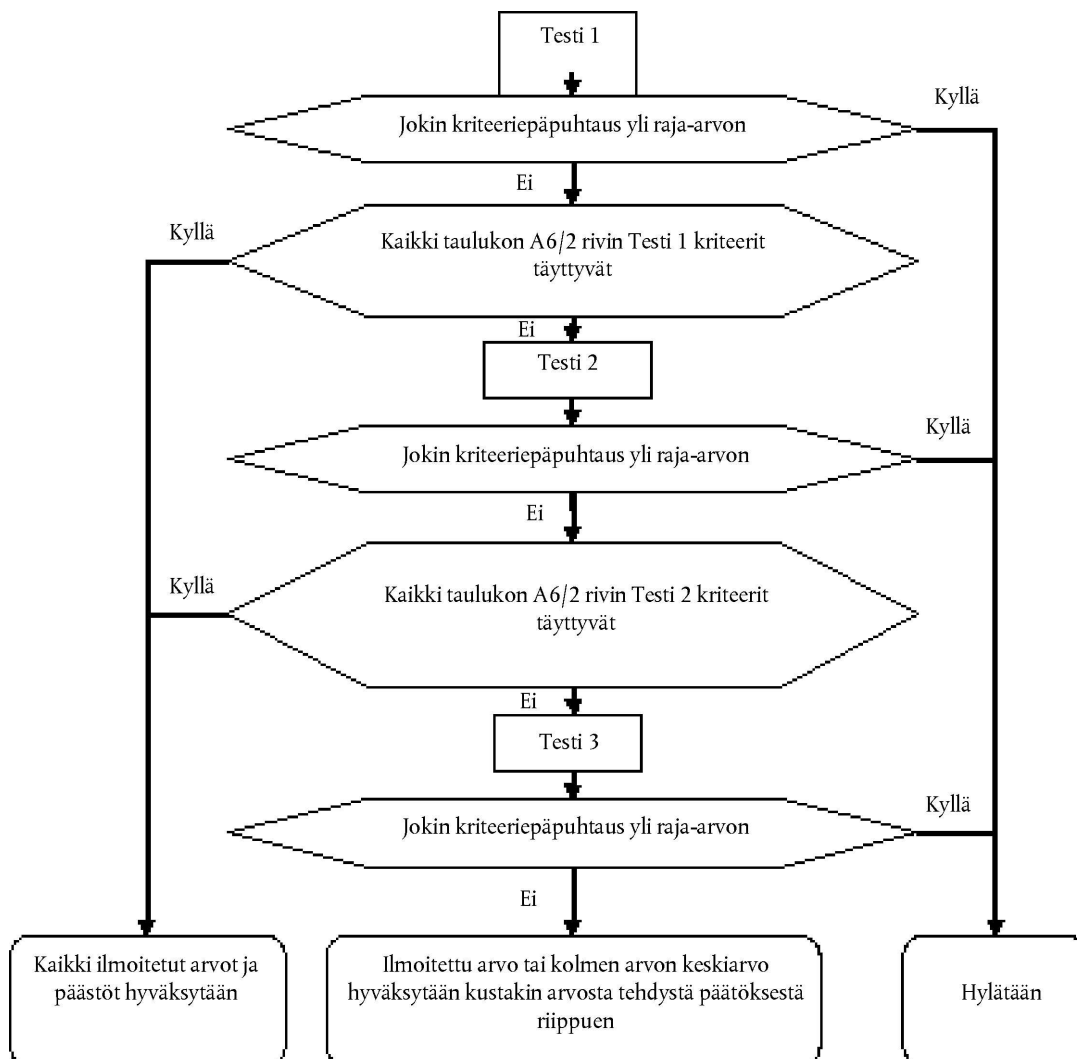 Testi 1
Kyllä
Jokin kriteeriepäpuhtaus yli raja-arvon
Ei
Kyllä
Kaikki taulukon A6/2 rivin Testi 1 kriteerit
täyttyvät
Ei
Testi 2
Kyllä
Jokin kriteeriepäpuhtaus yli raja-arvon
Ei
Kyllä
Kaikki taulukon A6/2 rivin Testi 2 kriteerit
täyttyvät
Ei
Testi 3
Kyllä
Jokin kriteeriepäpuhtaus yli raja-arvon
Ei
Kaikki ilmoitetut arvot ja
päästöt hyväksytään
Ilmoitettu arvo tai kolmen arvon keskiarvo
hyväksytään kustakin arvosta tehdystä päätöksestä
riippuen
Hylätään